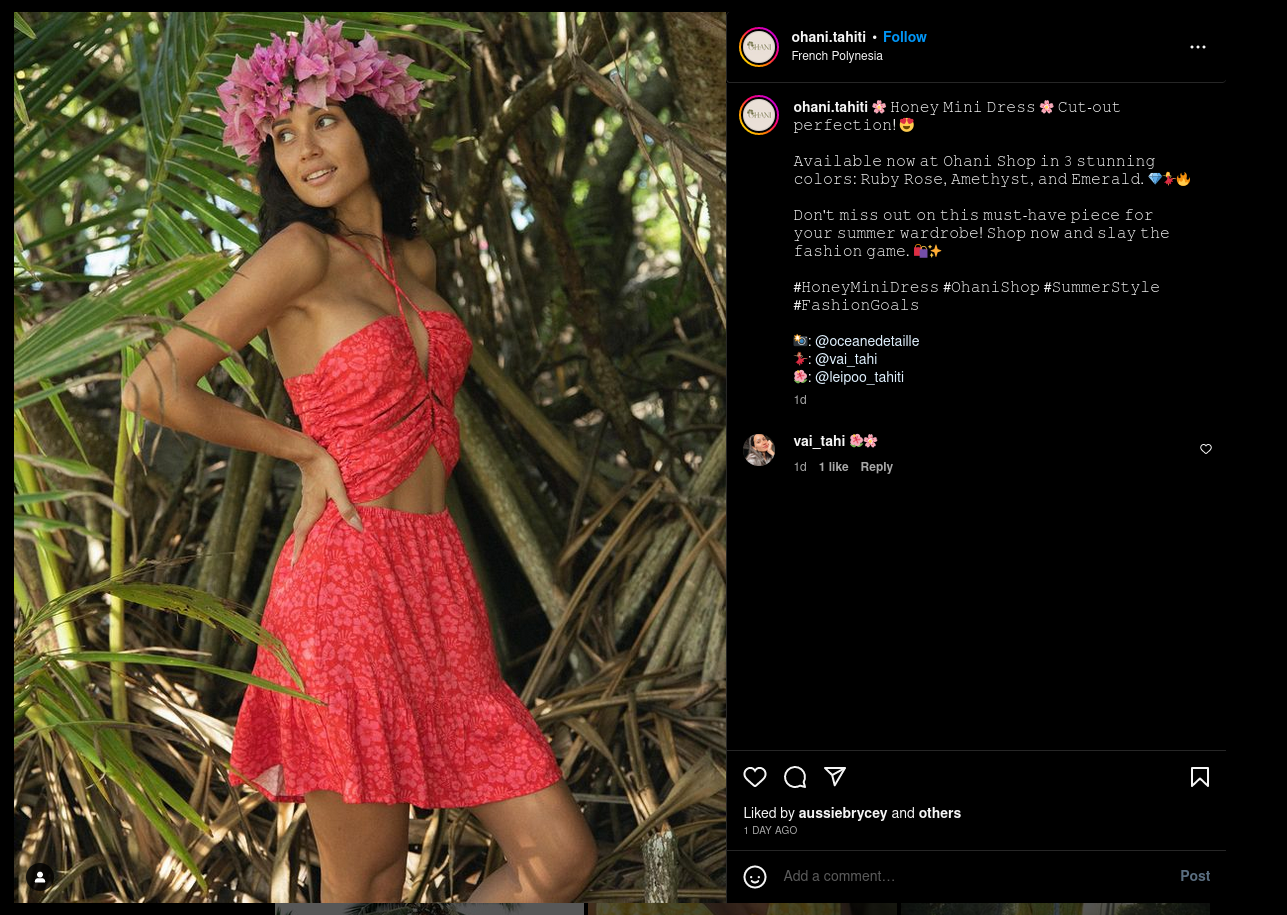 ohani.tahiti • Follow
French Polynesia
ohani.tahiti 🌸 Honey Mini Dress 🌸 Cut-out
perfection! 😍
Available now at Ohani Shop in 3 stunning
colors: Ruby Rose, Amethyst, and Emerald. 💎💃🔥
Don't miss out on this must-have piece for
your summer wardrobe! Shop now and slay the
fashion game. 🛍️✨
#HoneyMiniDress #OhaniShop #SummerStyle
#FashionGoals
📸: @oceanedetaille
💃: @vai_tahi
🌺: @leipoo_tahiti
1d
vai_tahi 🌺🌸
1d 1 like Reply
Liked by aussiebrycey and others
1 DAY AGO
Add a comment… Post